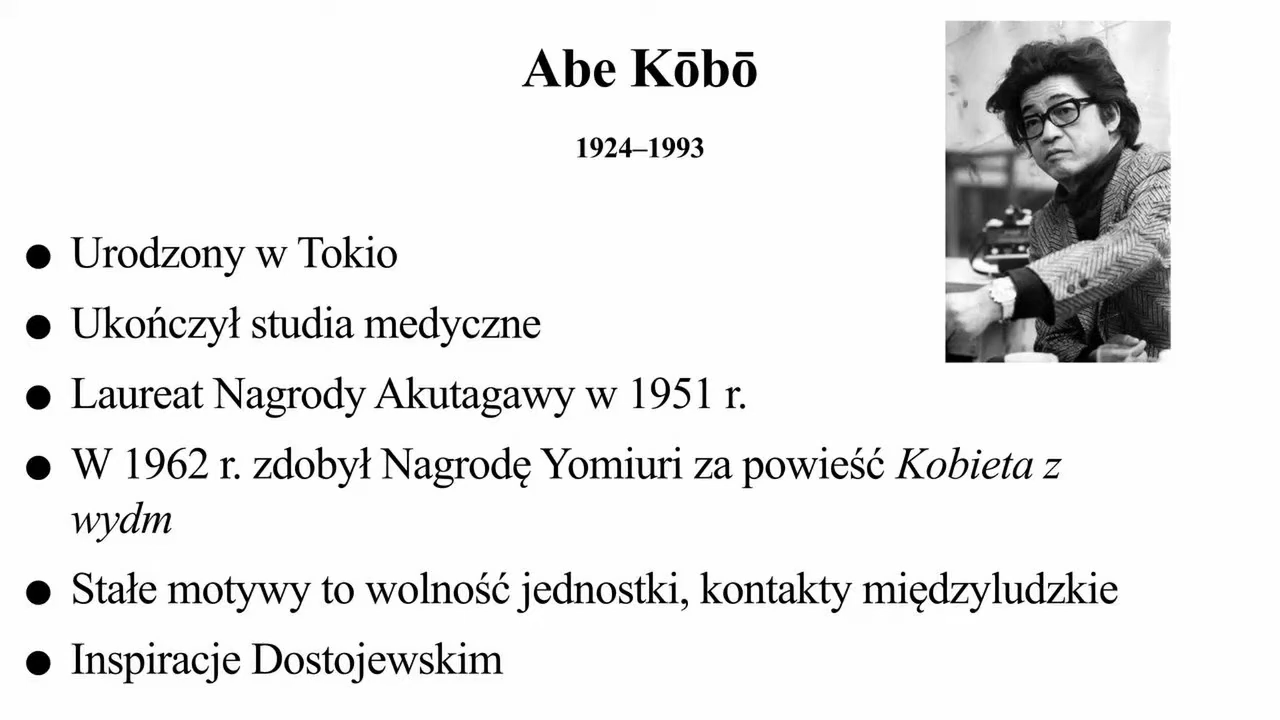 Abe Kōbō
1924–1993
● Urodzony w Tokio
● Ukończył studia medyczne
● Laureat Nagrody Akutagawy w 1951 r.
● W 1962 r. zdobył Nagrodę Yomiuri za powieść Kobieta z
wydm
● Stałe motywy to wolność jednostki, kontakty międzyludzkie
● Inspiracje Dostojewskim